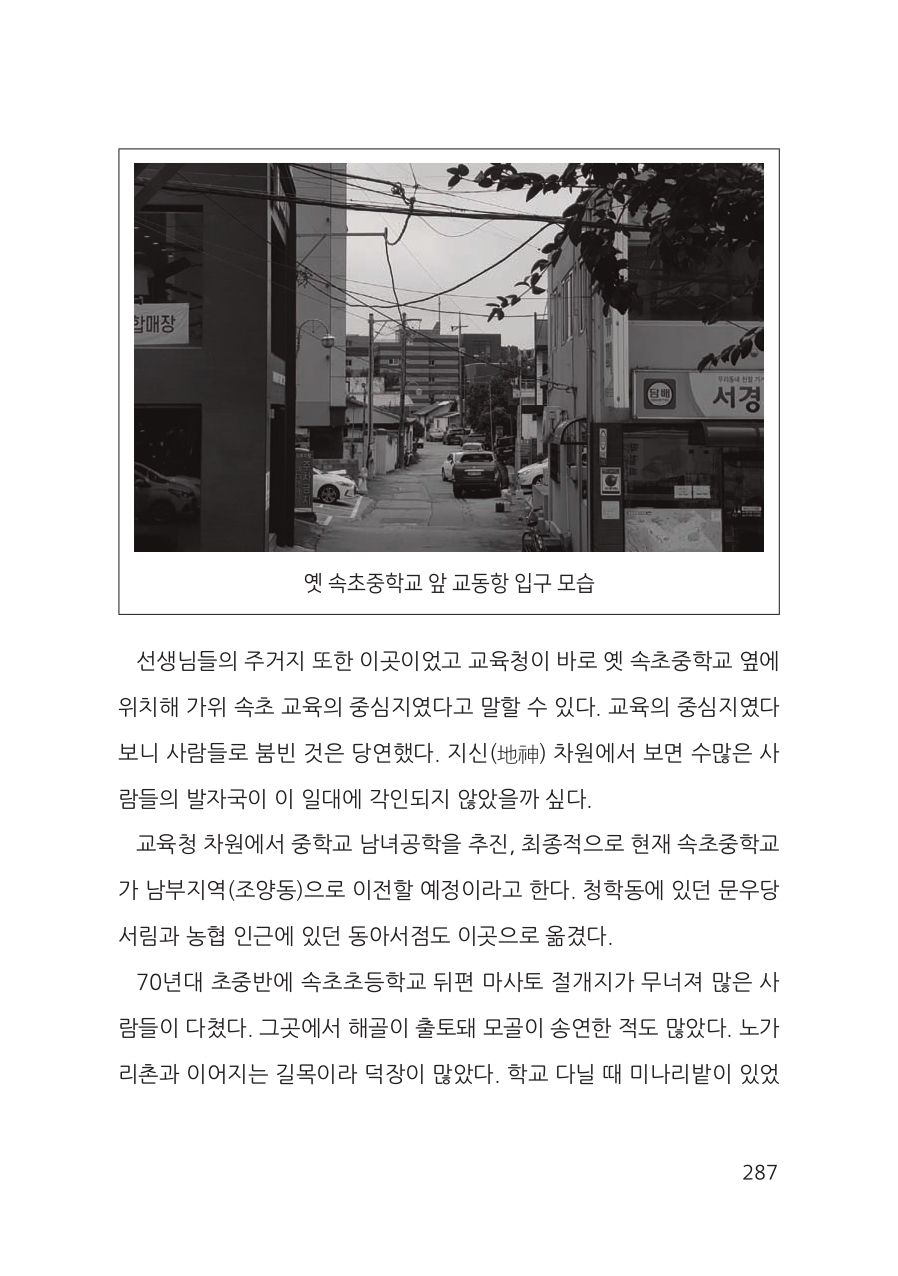 합매장
담배
우리동네 친절 가
서경
옛 속초중학교 앞 교동항 입구 모습
선생님들의 주거지 또한 이곳이었고 교육청이 바로 옛 속초중학교 옆에
위치해 가위 속초 교육의 중심지였다고 말할 수 있다. 교육의 중심지였다
보니 사람들로 붐빈 것은 당연했다. 지신(地神) 차원에서 보면 수많은 사
람들의 발자국이 이 일대에 각인되지 않았을까 싶다.
교육청 차원에서 중학교 남녀공학을 추진, 최종적으로 현재 속초중학교
가 남부지역(조양동)으로 이전할 예정이라고 한다. 청학동에 있던 문우당
서림과 농협 인근에 있던 동아서점도 이곳으로 옮겼다.
70년대 초중반에 속초초등학교 뒤편 마사토 절개지가 무너져 많은 사
람들이 다쳤다. 그곳에서 해골이 출토돼 모골이 송연한 적도 많았다. 노가
리촌과 이어지는 길목이라 덕장이 많았다. 학교 다닐 때 미나리밭이 있었
287